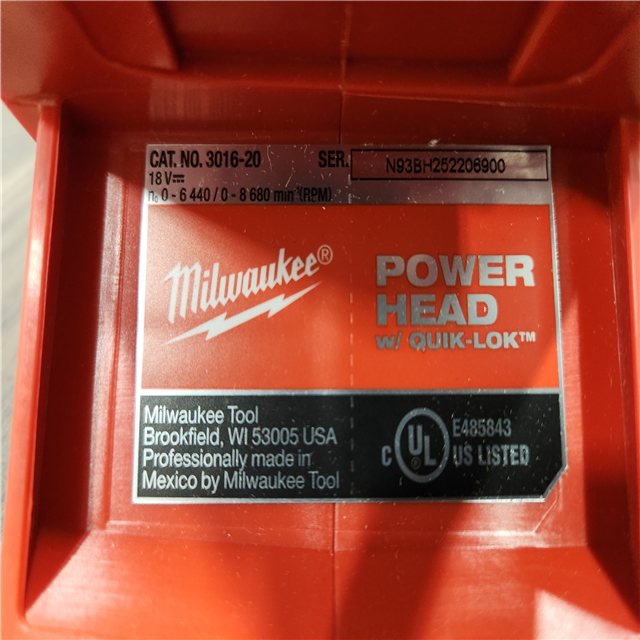 CAT. NO. 3016-20 SER. N93BH252206900
18 V⎓
n₀ 0 - 6 440 / 0 - 8 680 min⁻¹(RPM)
Milwaukee®
POWER
HEAD
w/ QUIK-LOK™
Milwaukee Tool
Brookfield, WI 53005 USA
Professionally made in
Mexico by Milwaukee Tool
C UL ® US LISTED
E485843